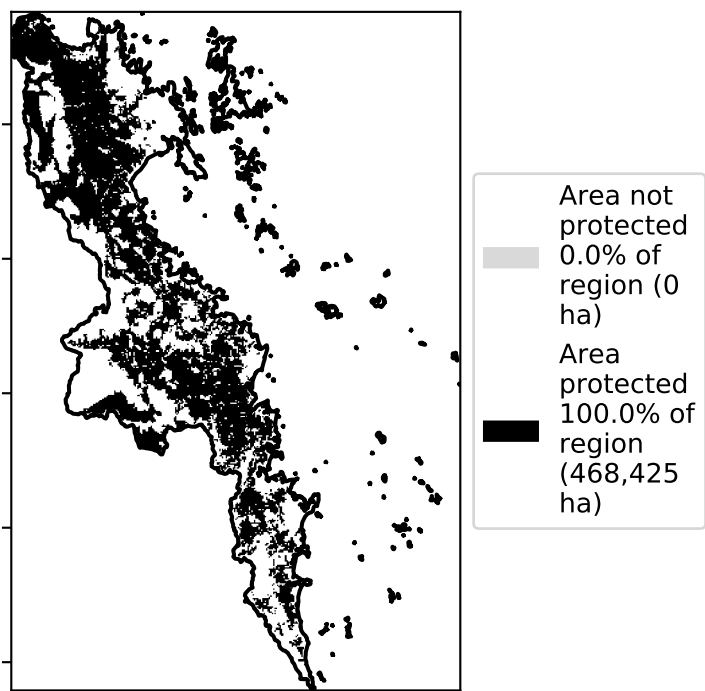 Area not
protected
0.0% of
region (0
ha)
Area
protected
100.0% of
region
(468,425
ha)